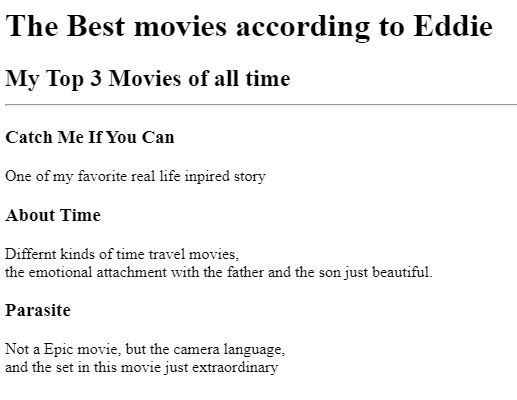 The Best movies according to Eddie
My Top 3 Movies of all time
Catch Me If You Can
One of my favorite real life inpired story
About Time
Differnt kinds of time travel movies,
the emotional attachment with the father and the son just beautiful.
Parasite
Not a Epic movie, but the camera language,
and the set in this movie just extraordinary